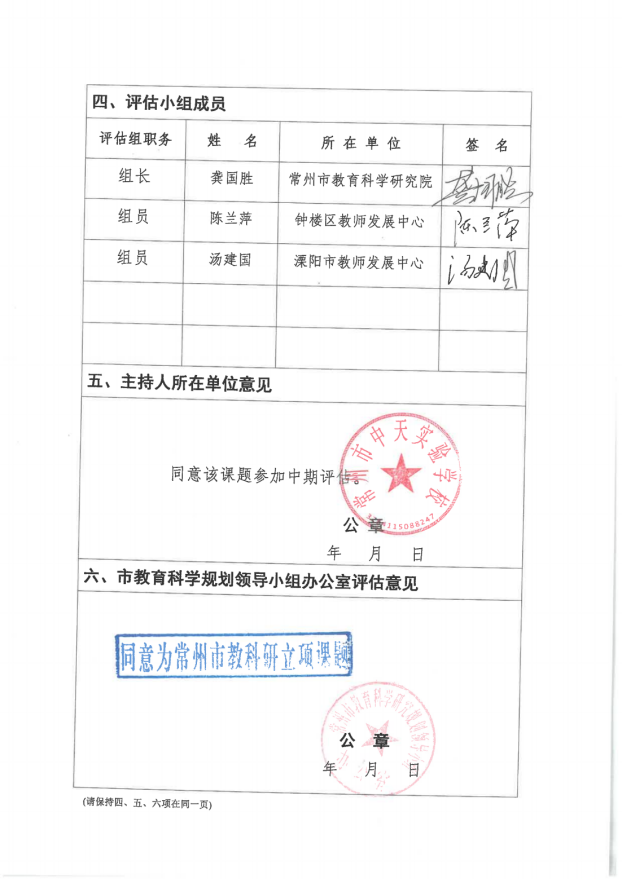 四、评估小组成员
评估组职务 姓 名 所 在 单 位 签 名
组长 龚国胜 常州市教育科学研究院
组员 陈兰萍 钟楼区教师发展中心 陈兰萍
组员 汤建国 溧阳市教师发展中心 汤建国
五、主持人所在单位意见
常州市中天实验学校
同意该课题参加中期评估。
公 章
年 月 日
六、市教育科学规划领导小组办公室评估意见
同意为常州市教科研立项课题
公 章
年 月 日
(请保持四、五、六项在同一页)